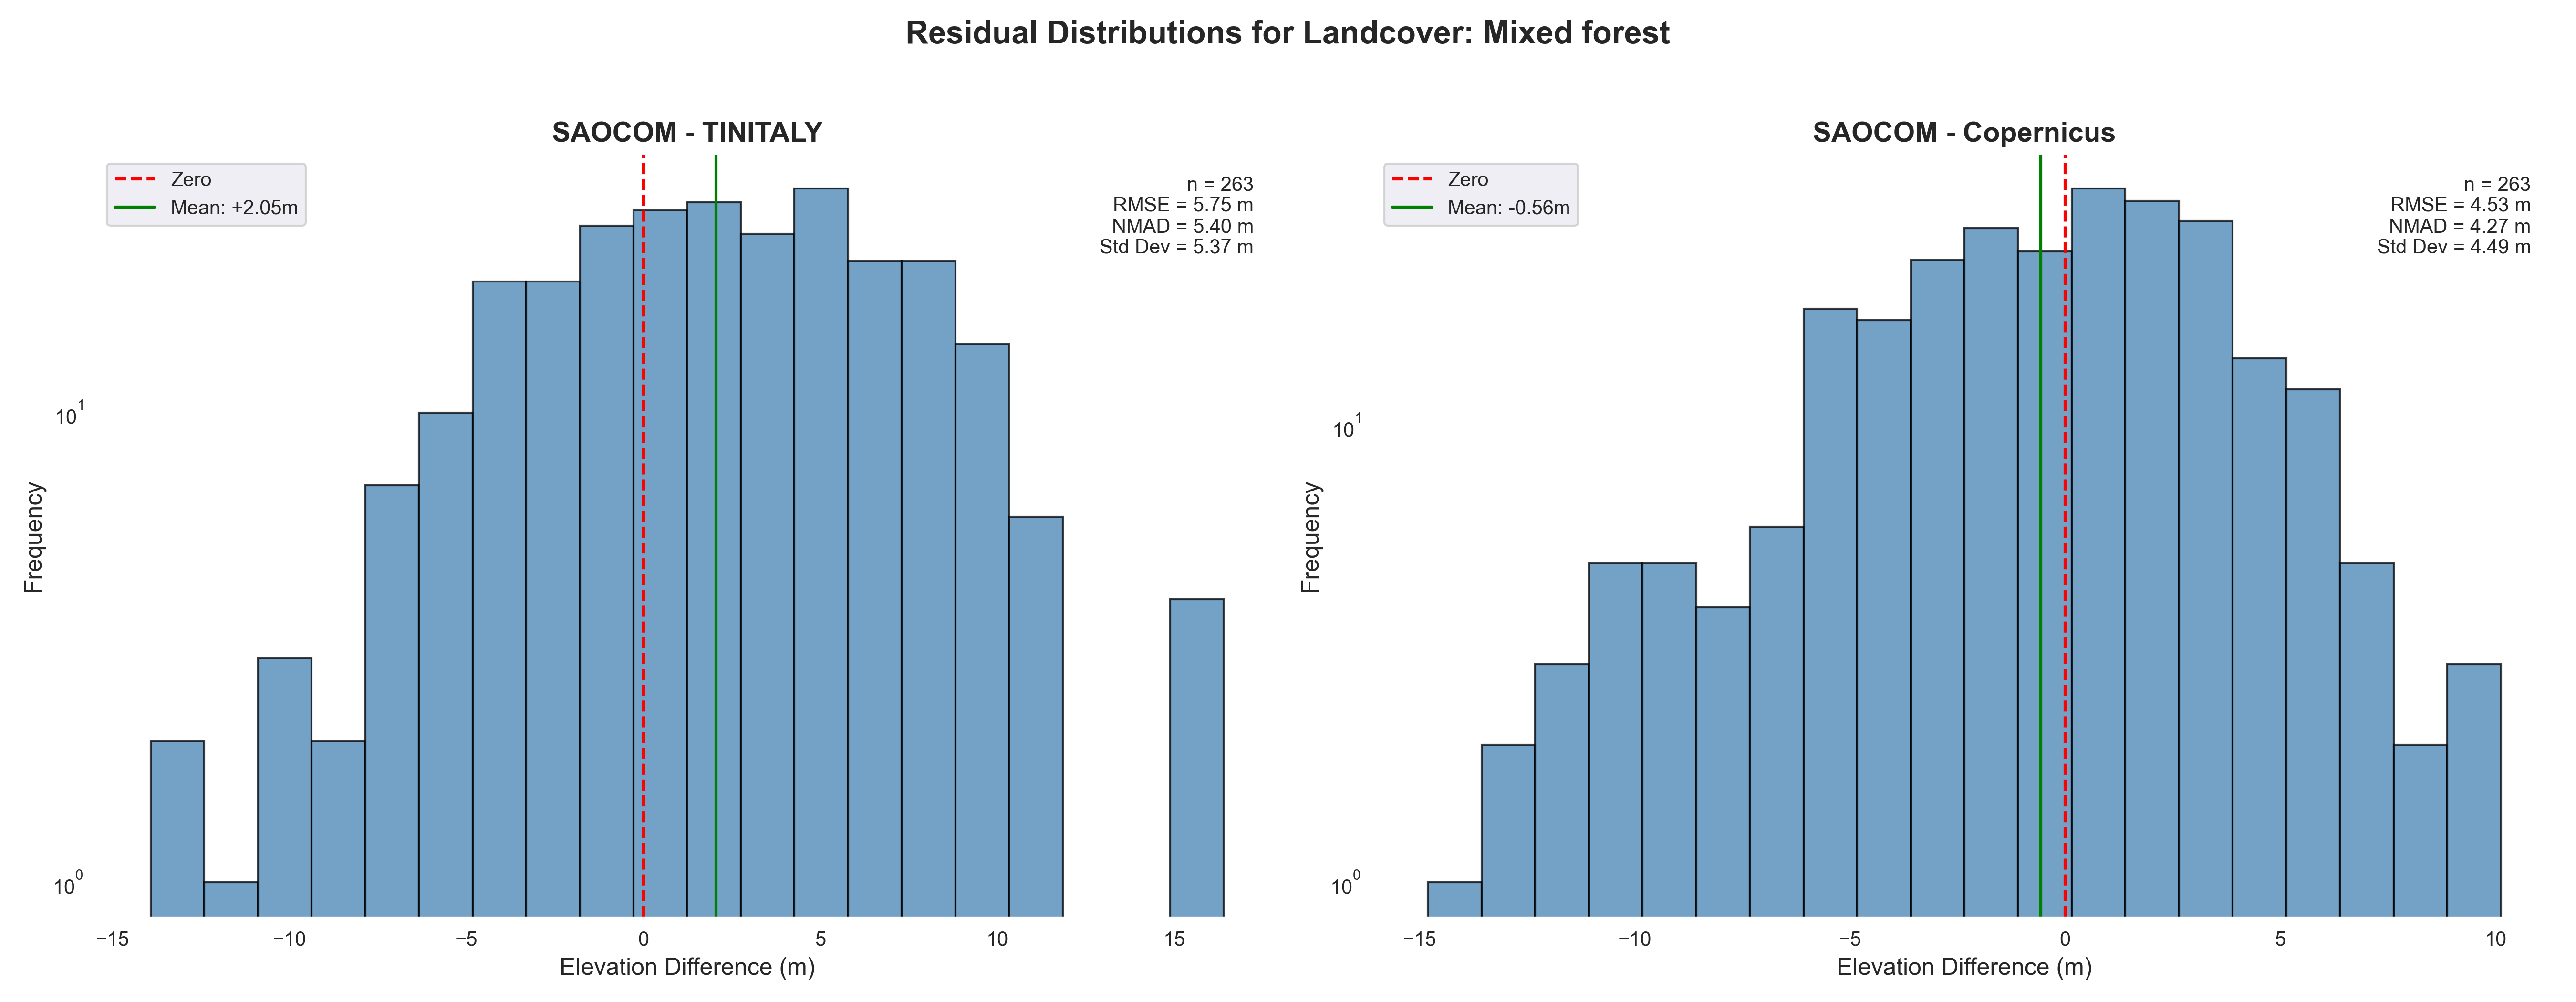 Residual Distributions for Landcover: Mixed forest
SAOCOM - TINITALY
Zero
Mean: +2.05m
n = 263
RMSE = 5.75 m
NMAD = 5.40 m
Std Dev = 5.37 m
Frequency
10¹
10⁰
−15 −10 −5 0 5 10 15
Elevation Difference (m)
SAOCOM - Copernicus
Zero
Mean: -0.56m
n = 263
RMSE = 4.53 m
NMAD = 4.27 m
Std Dev = 4.49 m
Frequency
10¹
10⁰
−15 −10 −5 0 5 10
Elevation Difference (m)